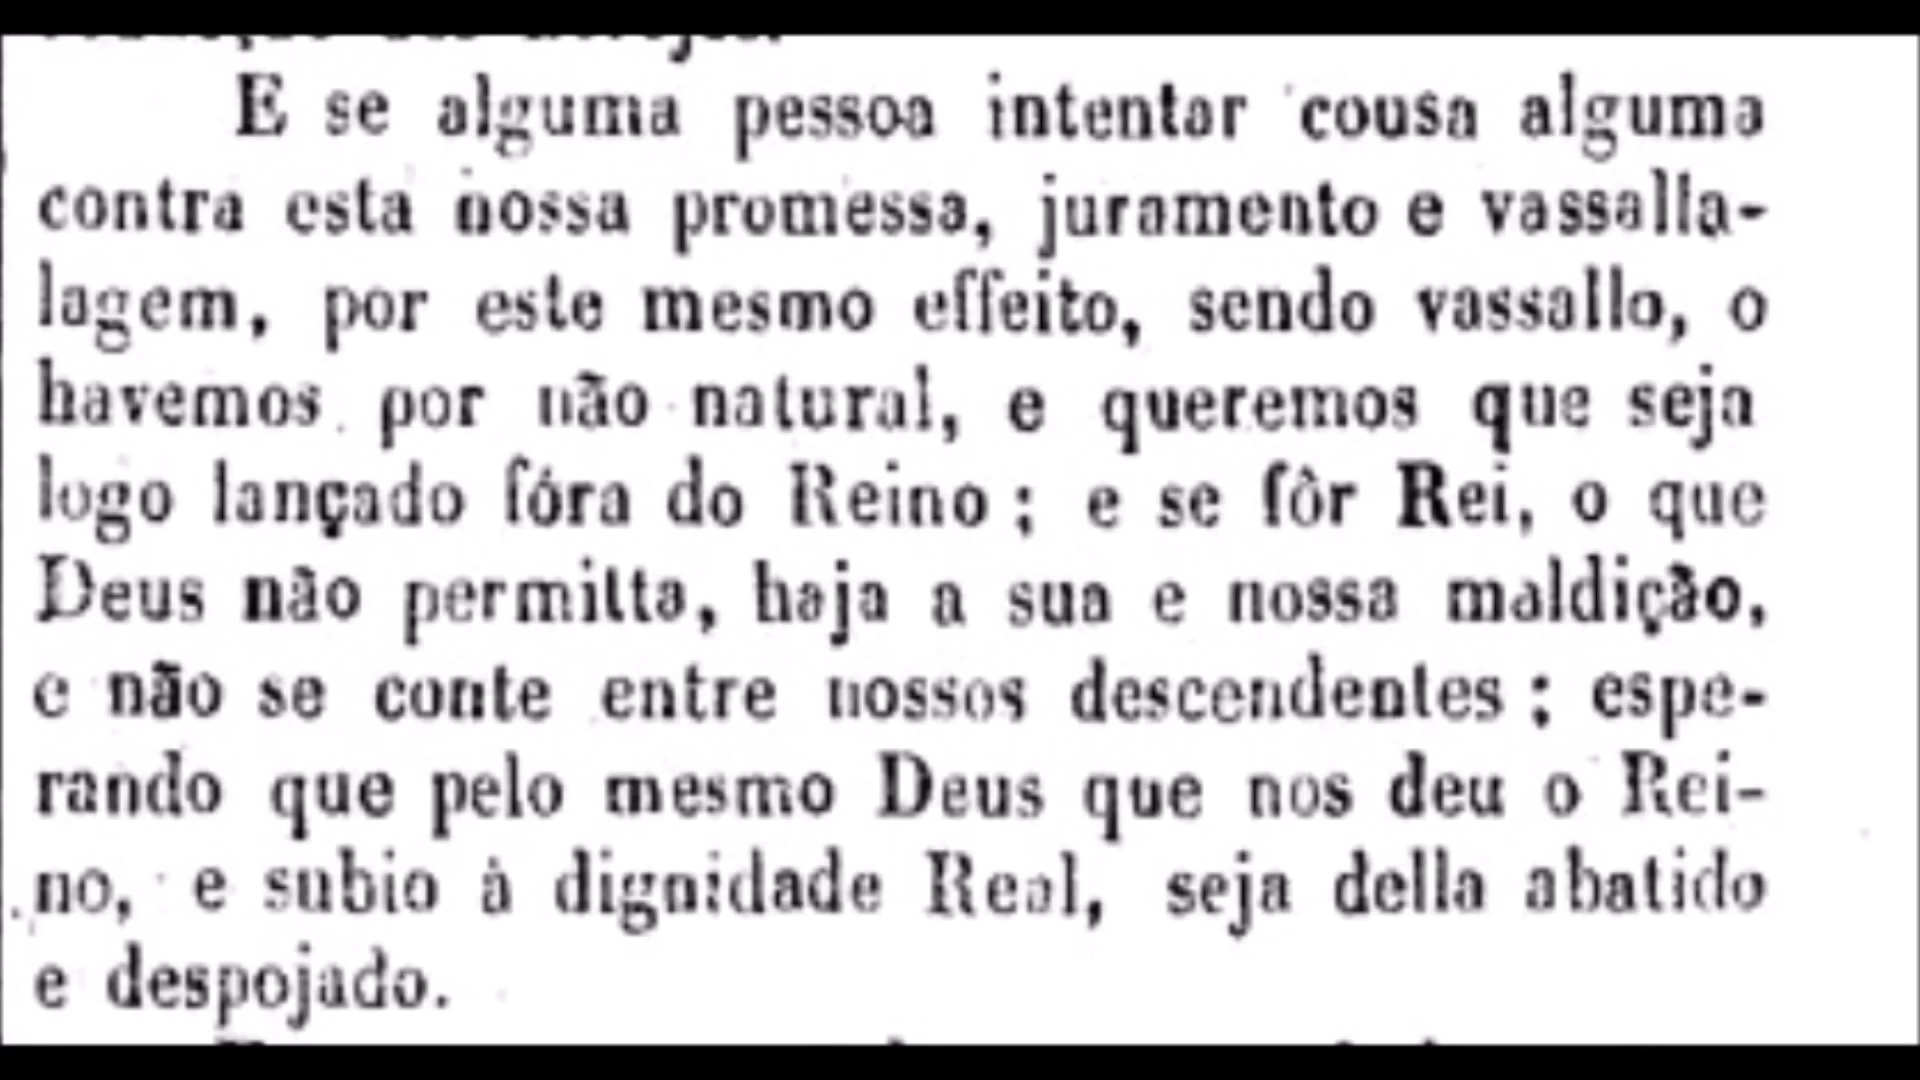 E se alguma pessoa intentar cousa alguma
contra esta nossa promessa, juramento e vassalla-
lagem, por este mesmo effeito, sendo vassallo, o
havemos por não natural, e queremos que seja
logo lançado fóra do Reino ; e se fôr Rei, o que
Deus não permitta, haja a sua e nossa maldição,
e não se conte entre nossos descendentes ; espe-
rando que pelo mesmo Deus que nos deu o Rei-
no, e subio à dignidade Real, seja della abatido
e despojado.